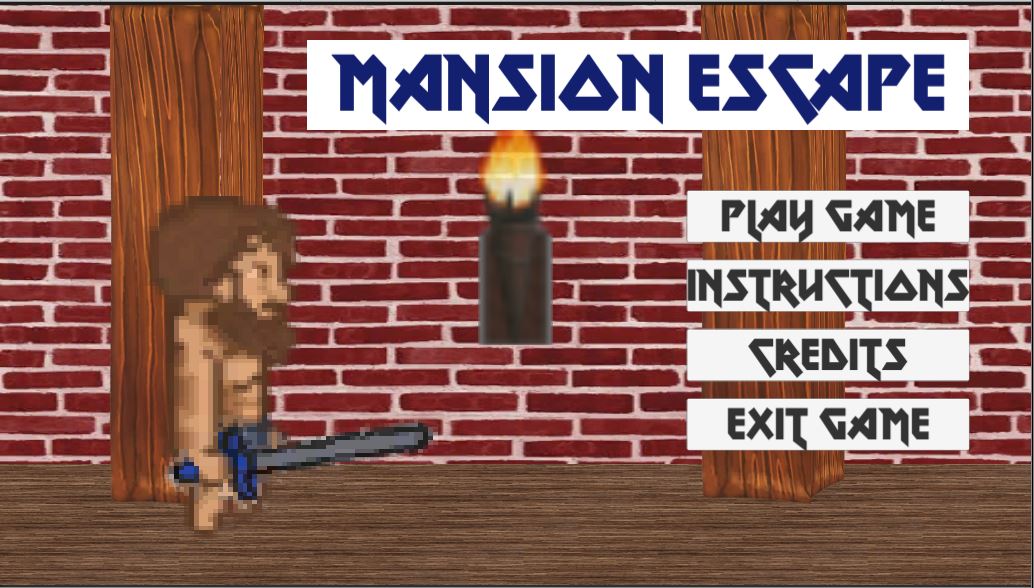 MANSION ESCAPE
PLAY GAME
INSTRUCTIONS
CREDITS
EXIT GAME